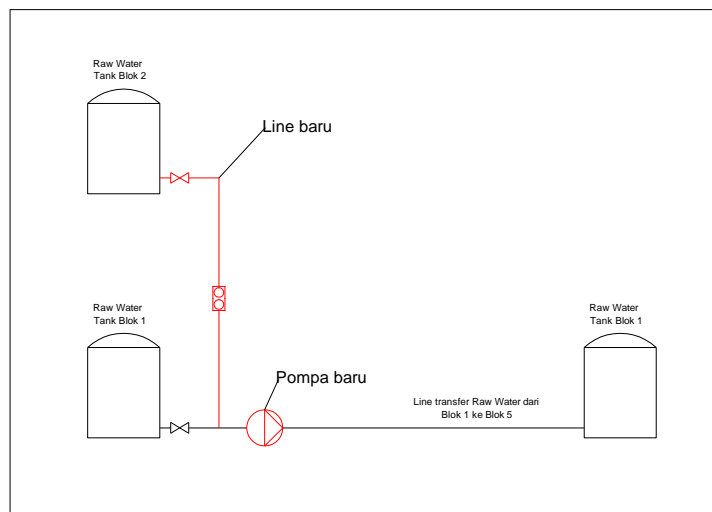 Raw Water
Tank Blok 2
Line baru
Raw Water
Tank Blok 1
Raw Water
Tank Blok 1
Pompa baru
Line transfer Raw Water dari
Blok 1 ke Blok 5